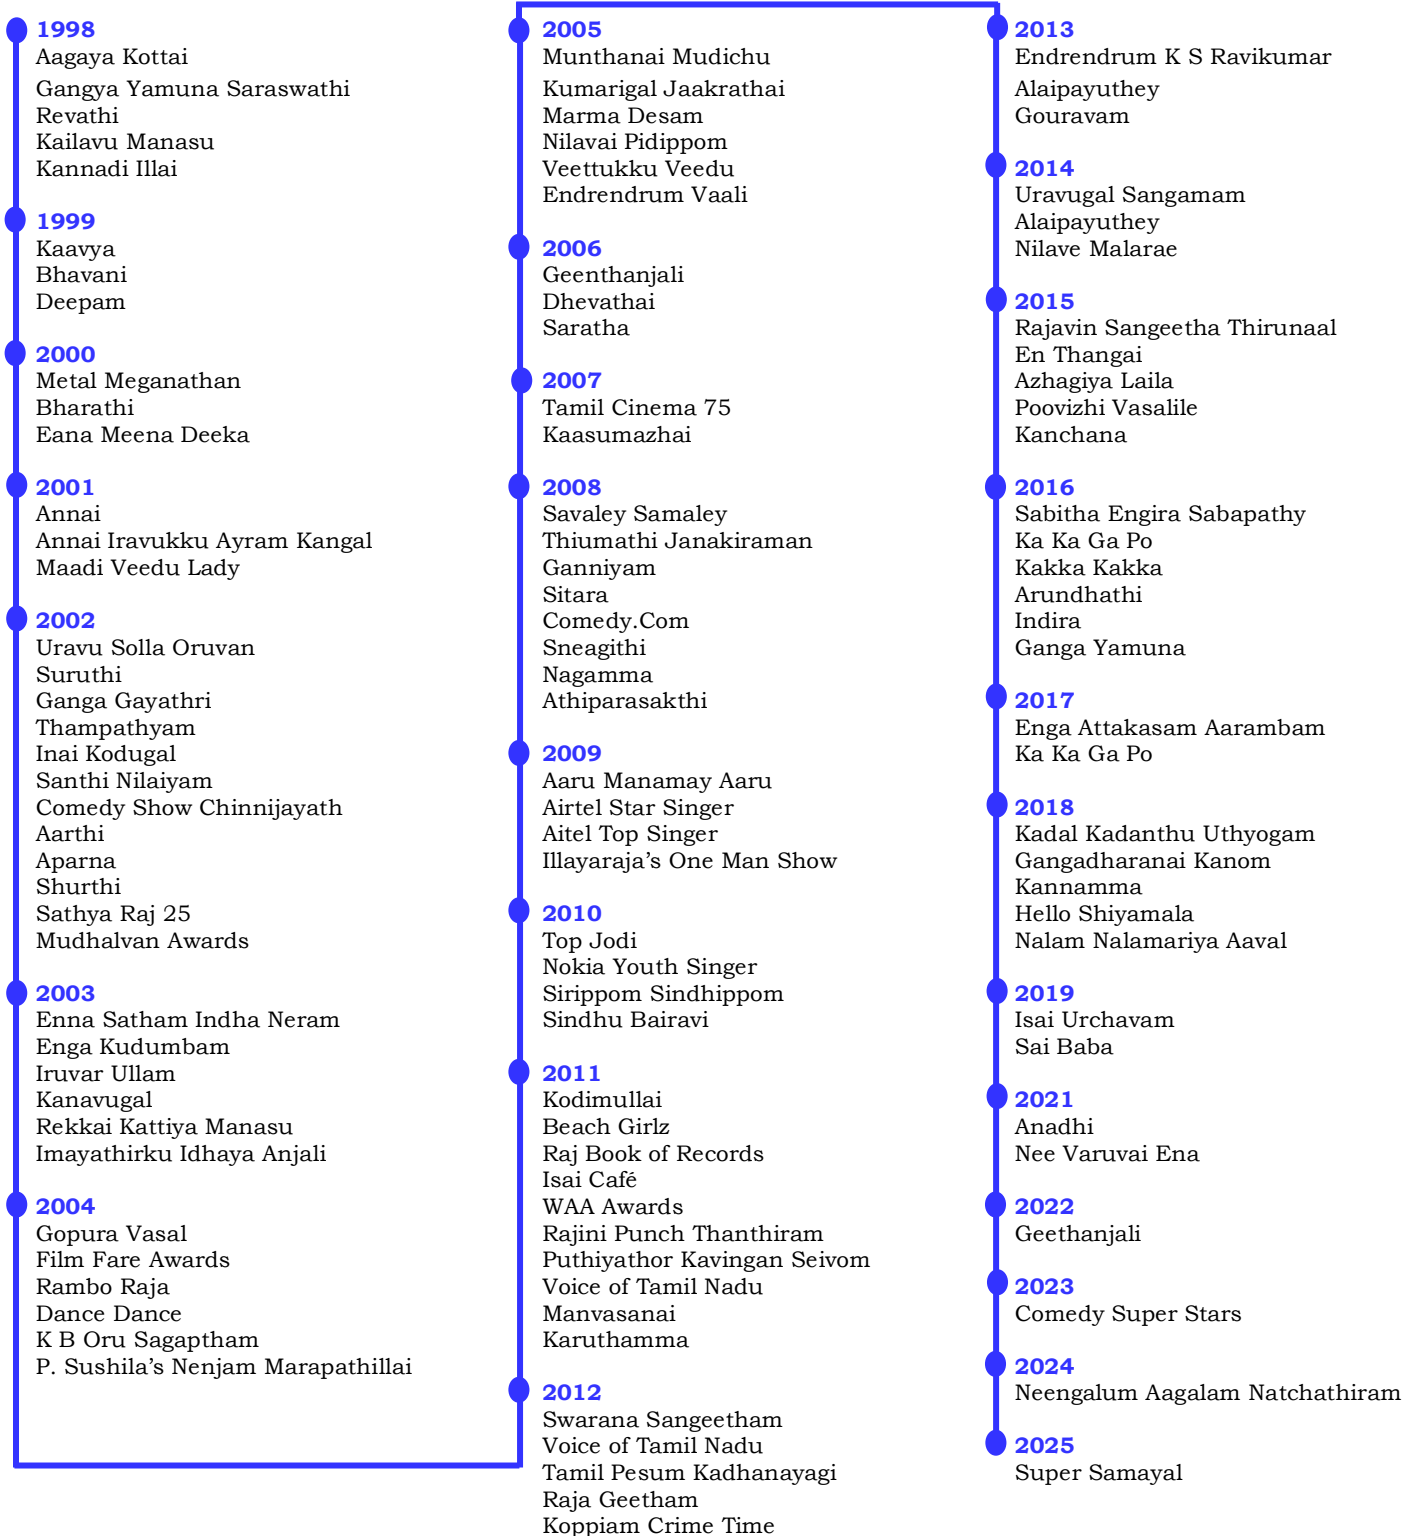 1998
Aagaya Kottai
Gangya Yamuna Saraswathi
Revathi
Kailavu Manasu
Kannadi Illai
1999
Kaavya
Bhavani
Deepam
2000
Metal Meganathan
Bharathi
Eana Meena Deeka
2001
Annai
Annai Iravukku Ayram Kangal
Maadi Veedu Lady
2002
Uravu Solla Oruvan
Suruthi
Ganga Gayathri
Thampathyam
Inai Kodugal
Santhi Nilaiyam
Comedy Show Chinnijayath
Aarthi
Aparna
Shurthi
Sathya Raj 25
Mudhalvan Awards
2003
Enna Satham Indha Neram
Enga Kudumbam
Iruvar Ullam
Kanavugal
Rekkai Kattiya Manasu
Imayathirku Idhaya Anjali
2004
Gopura Vasal
Film Fare Awards
Rambo Raja
Dance Dance
K B Oru Sagaptham
P. Sushila’s Nenjam Marapathillai
2005
Munthanai Mudichu
Kumarigal Jaakrathai
Marma Desam
Nilavai Pidippom
Veettukku Veedu
Endrendrum Vaali
2006
Geenthanjali
Dhevathai
Saratha
2007
Tamil Cinema 75
Kaasumazhai
2008
Savaley Samaley
Thiumathi Janakiraman
Ganniyam
Sitara
Comedy.Com
Sneagithi
Nagamma
Athiparasakthi
2009
Aaru Manamay Aaru
Airtel Star Singer
Aitel Top Singer
Illayaraja’s One Man Show
2010
Top Jodi
Nokia Youth Singer
Sirippom Sindhippom
Sindhu Bairavi
2011
Kodimullai
Beach Girlz
Raj Book of Records
Isai Café
WAA Awards
Rajini Punch Thanthiram
Puthiyathor Kavingan Seivom
Voice of Tamil Nadu
Manvasanai
Karuthamma
2012
Swarana Sangeetham
Voice of Tamil Nadu
Tamil Pesum Kadhanayagi
Raja Geetham
Koppiam Crime Time
2013
Endrendrum K S Ravikumar
Alaipayuthey
Gouravam
2014
Uravugal Sangamam
Alaipayuthey
Nilave Malarae
2015
Rajavin Sangeetha Thirunaal
En Thangai
Azhagiya Laila
Poovizhi Vasalile
Kanchana
2016
Sabitha Engira Sabapathy
Ka Ka Ga Po
Kakka Kakka
Arundhathi
Indira
Ganga Yamuna
2017
Enga Attakasam Aarambam
Ka Ka Ga Po
2018
Kadal Kadanthu Uthyogam
Gangadharanai Kanom
Kannamma
Hello Shiyamala
Nalam Nalamariya Aaval
2019
Isai Urchavam
Sai Baba
2021
Anadhi
Nee Varuvai Ena
2022
Geethanjali
2023
Comedy Super Stars
2024
Neengalum Aagalam Natchathiram
2025
Super Samayal